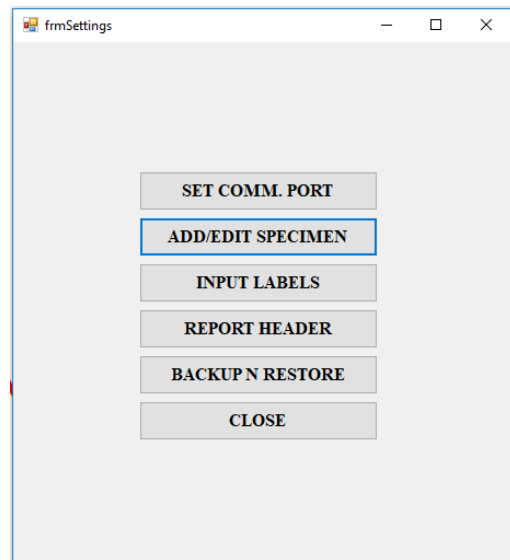 frmSettings
SET COMM. PORT
ADD/EDIT SPECIMEN
INPUT LABELS
REPORT HEADER
BACKUP N RESTORE
CLOSE